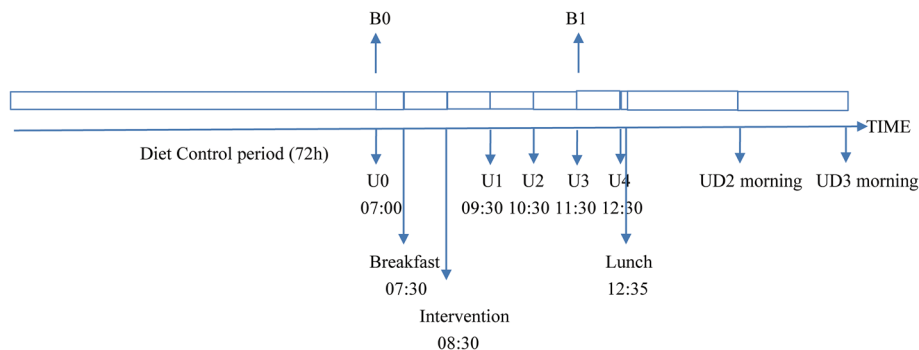 B0 B1
TIME
Diet Control period (72h)
U0 U1 U2 U3 U4 UD2 morning UD3 morning
07:00 09:30 10:30 11:30 12:30
Breakfast Lunch
07:30 12:35
Intervention
08:30